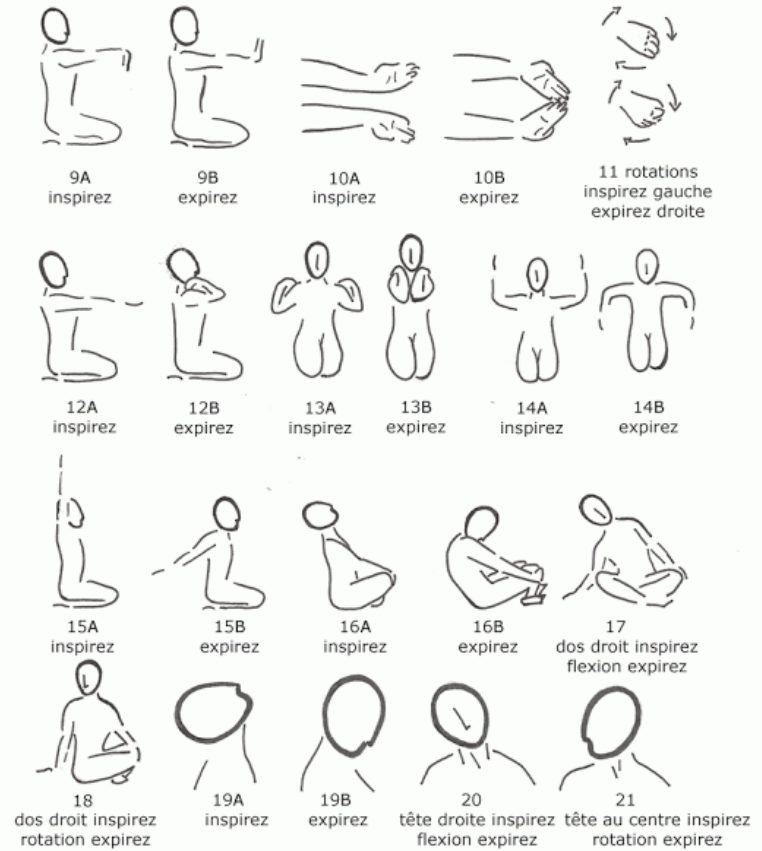 9A
inspirez
9B
expirez
10A
inspirez
10B
expirez
11 rotations
inspirez gauche
expirez droite
12A
inspirez
12B
expirez
13A
inspirez
13B
expirez
14A
inspirez
14B
expirez
15A
inspirez
15B
expirez
16A
inspirez
16B
expirez
17
dos droit inspirez
flexion expirez
18
dos droit inspirez
rotation expirez
19A
inspirez
19B
expirez
20
tête droite inspirez
flexion expirez
21
tête au centre inspirez
rotation expirez